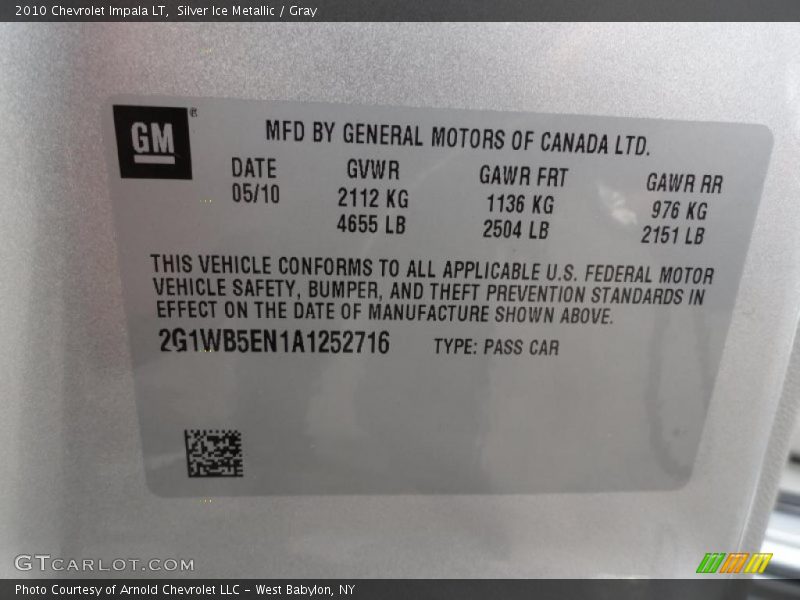 2010 Chevrolet Impala LT, Silver Ice Metallic / Gray
GM ®
MFD BY GENERAL MOTORS OF CANADA LTD.
DATE GVWR GAWR FRT GAWR RR
05/10 2112 KG 1136 KG 976 KG
4655 LB 2504 LB 2151 LB
THIS VEHICLE CONFORMS TO ALL APPLICABLE U.S. FEDERAL MOTOR
VEHICLE SAFETY, BUMPER, AND THEFT PREVENTION STANDARDS IN
EFFECT ON THE DATE OF MANUFACTURE SHOWN ABOVE.
2G1WB5EN1A1252716 TYPE: PASS CAR
GTCARLOT.COM
Photo Courtesy of Arnold Chevrolet LLC - West Babylon, NY